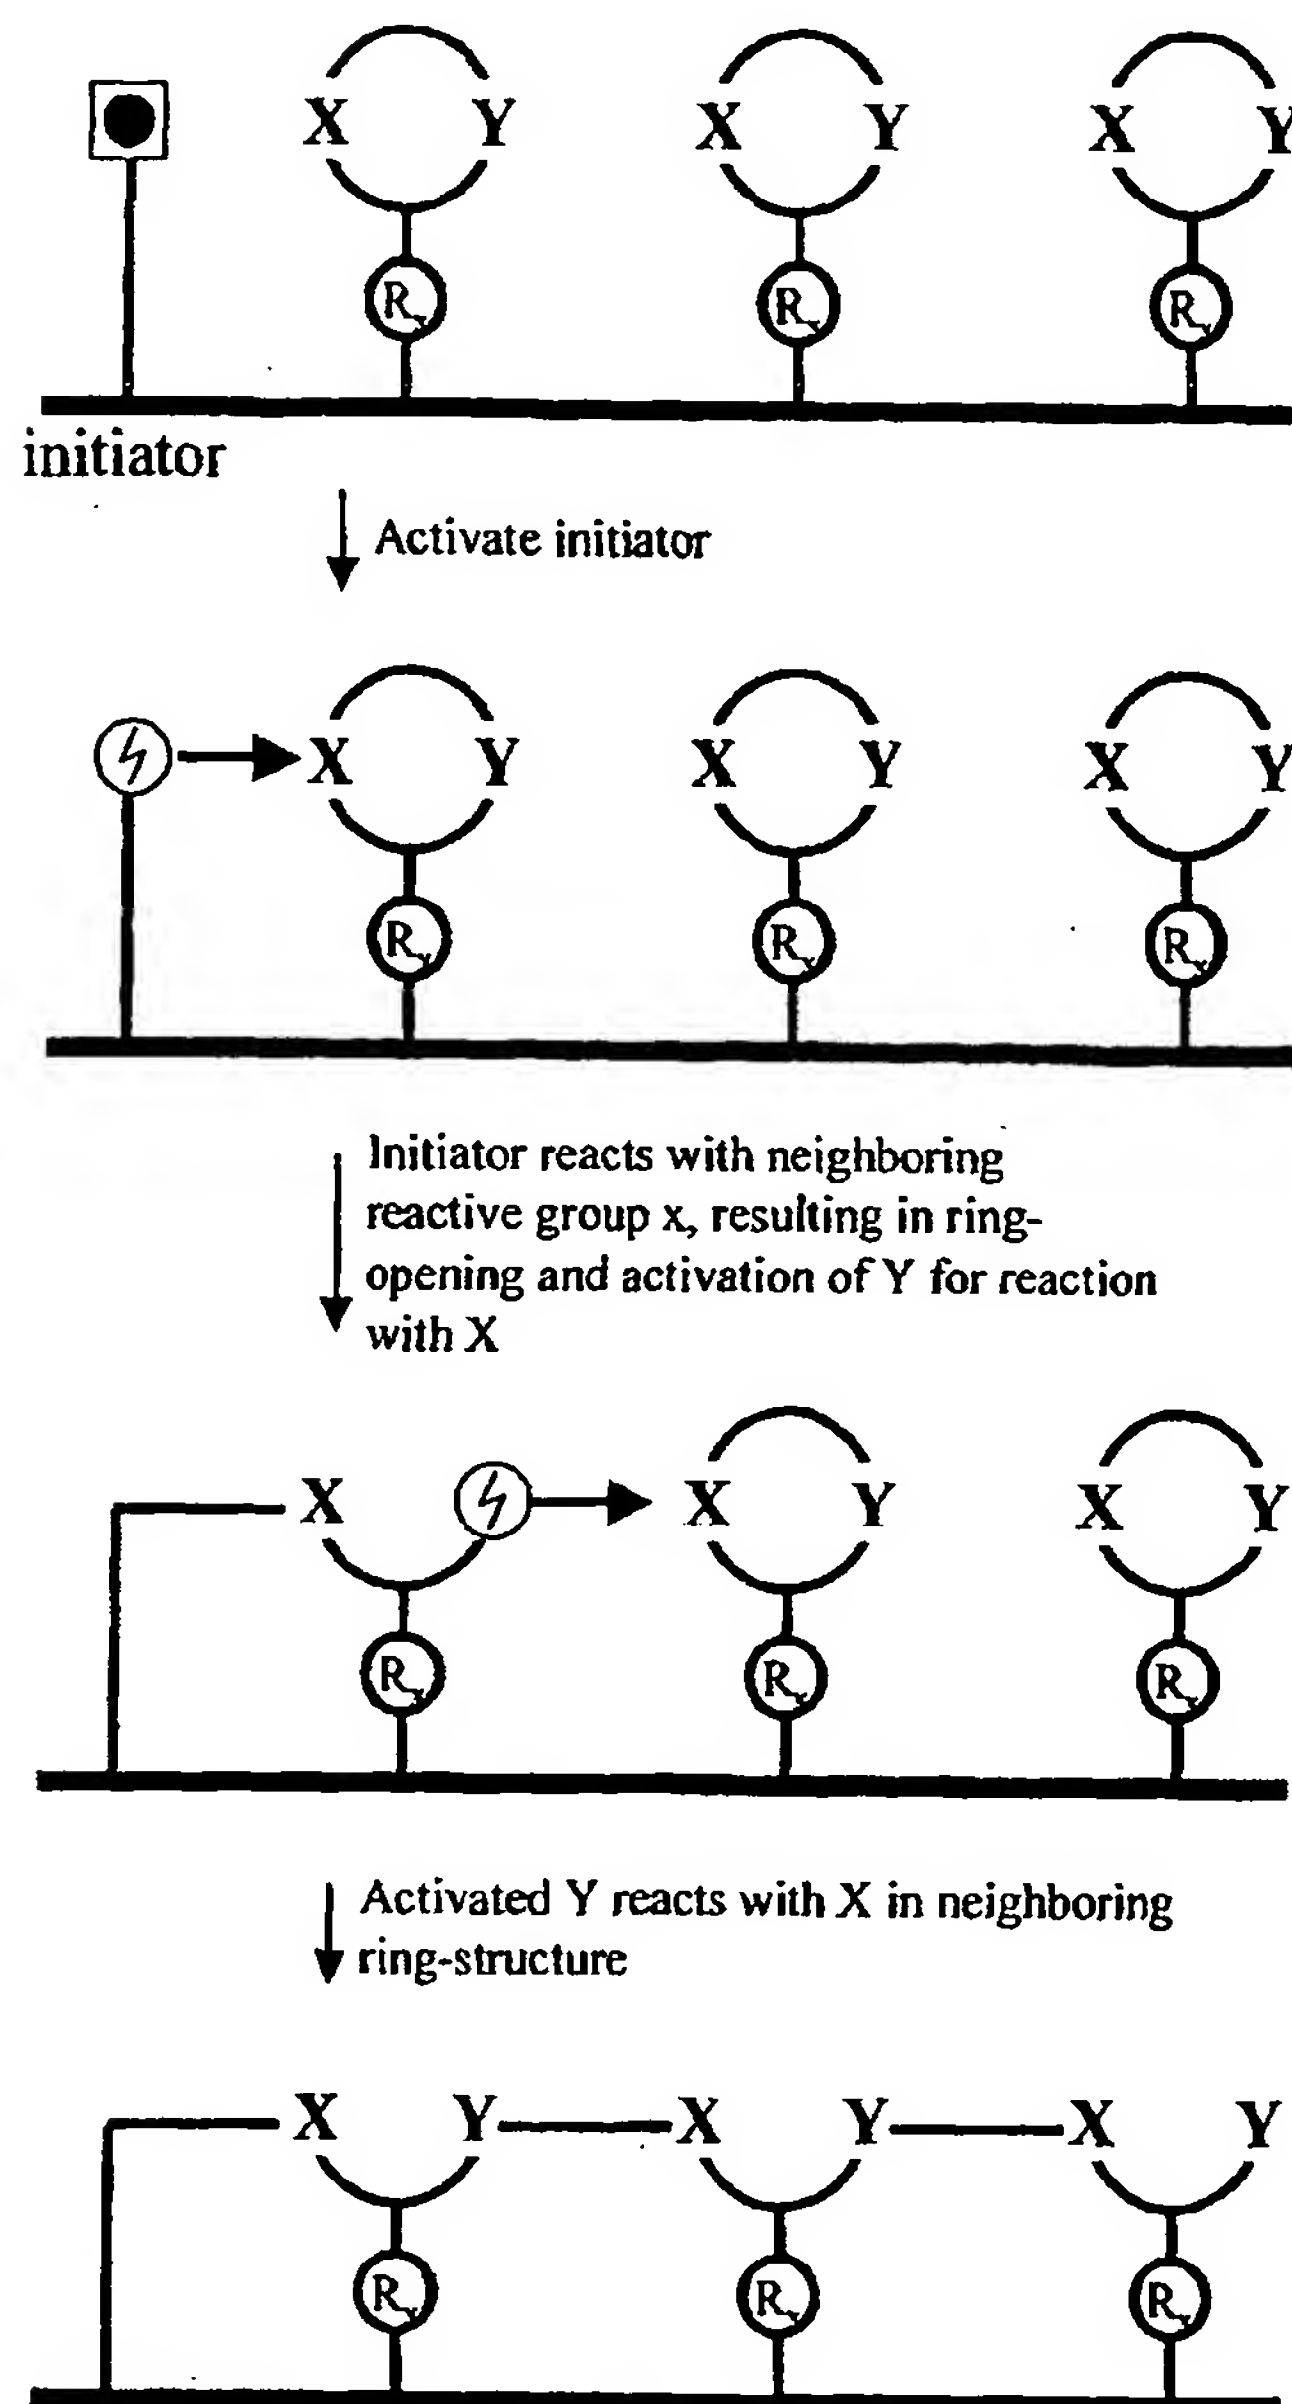 X Y X Y X Y
R R R
initiator
Activate initiator
X Y X Y X Y
R R R
Initiator reacts with neighboring
reactive group x, resulting in ring-
opening and activation of Y for reaction
with X
X X Y X Y
R R R
Activated Y reacts with X in neighboring
ring-structure
X Y X Y X Y
R R R